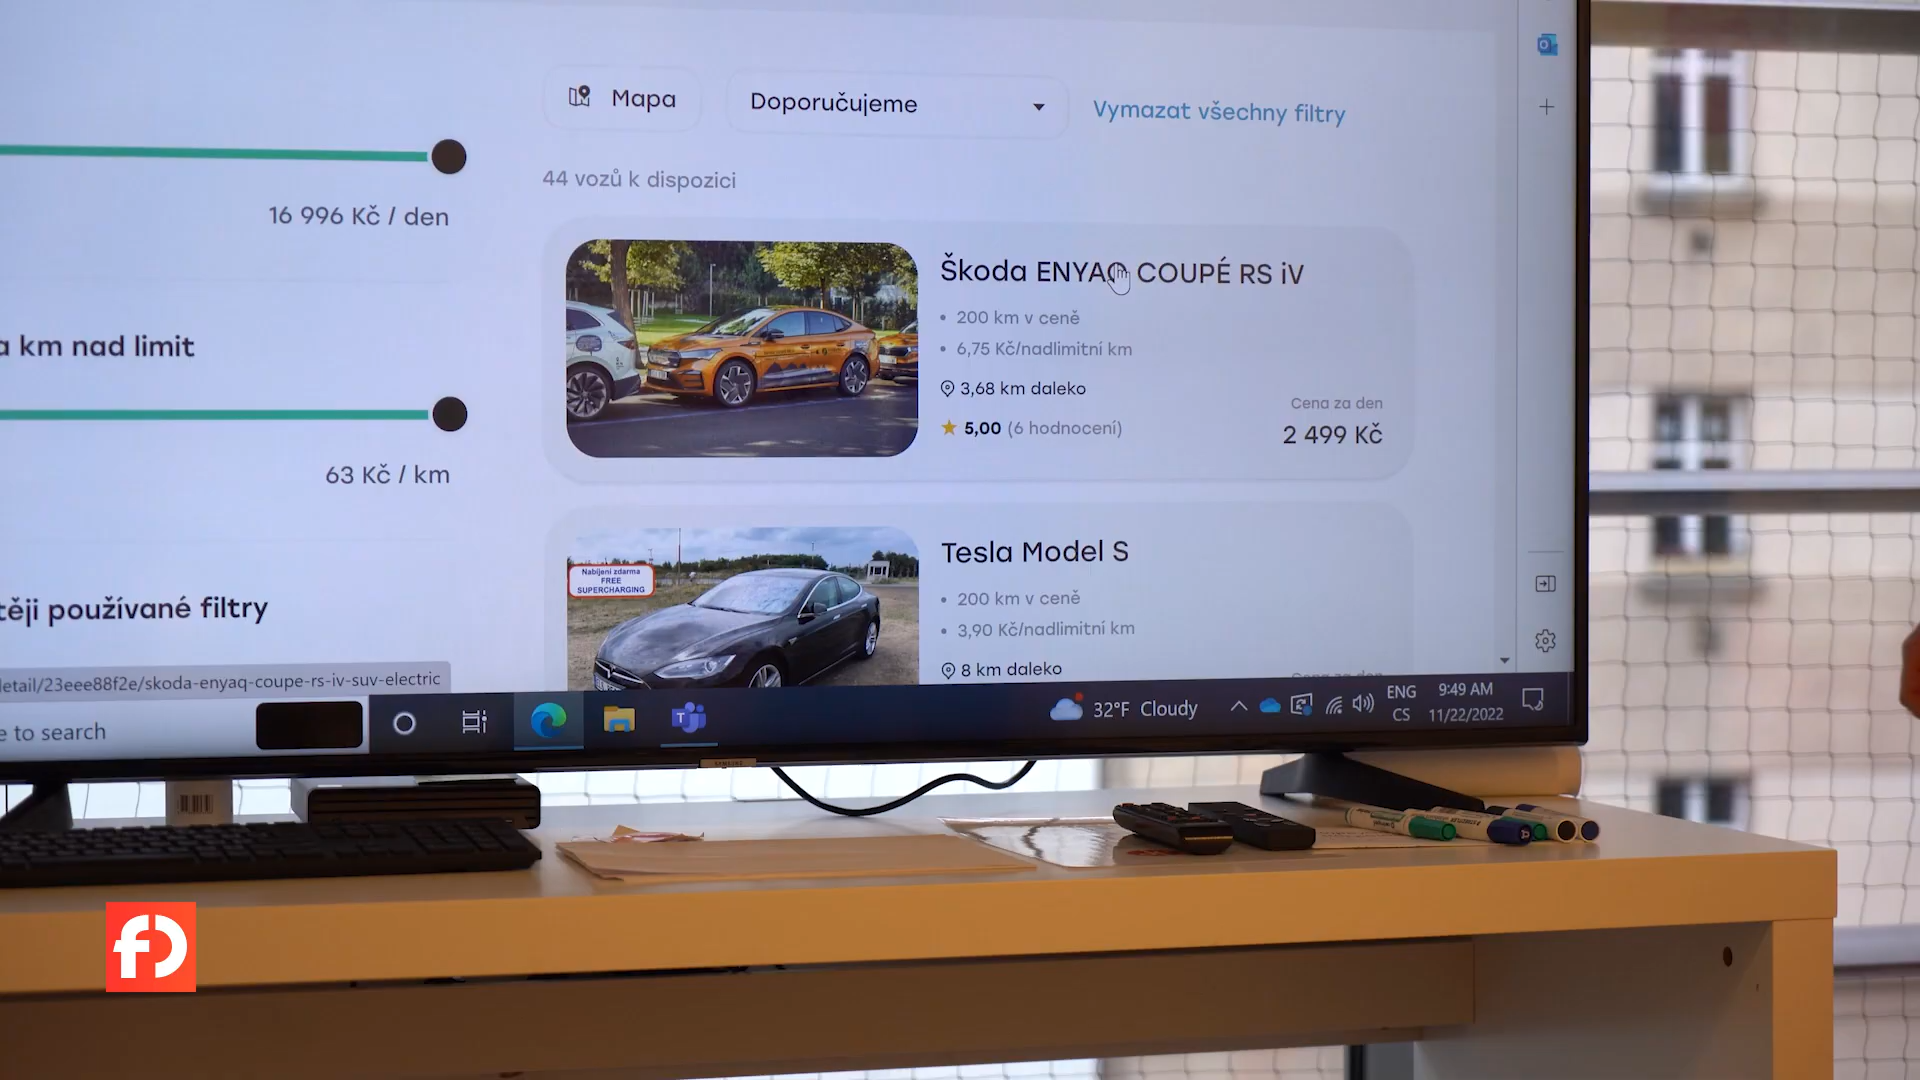 Mapa
Doporučujeme
Vymazat všechny filtry
44 vozů k dispozici
16 996 Kč / den
a km nad limit
63 Kč / km
těji používané filtry
Škoda ENYAQ COUPÉ RS iV
200 km v ceně
6,75 Kč/nadlimitní km
3,68 km daleko
5,00 (6 hodnocení)
Cena za den
2 499 Kč
Nabíjení zdarma
FREE
SUPERCHARGING
Tesla Model S
200 km v ceně
3,90 Kč/nadlimitní km
8 km daleko
etail/23eee88f2e/skoda-enyaq-coupe-rs-iv-suv-electric
e to search
32°F Cloudy
ENG
CS
9:49 AM
11/22/2022
SAMSUNG